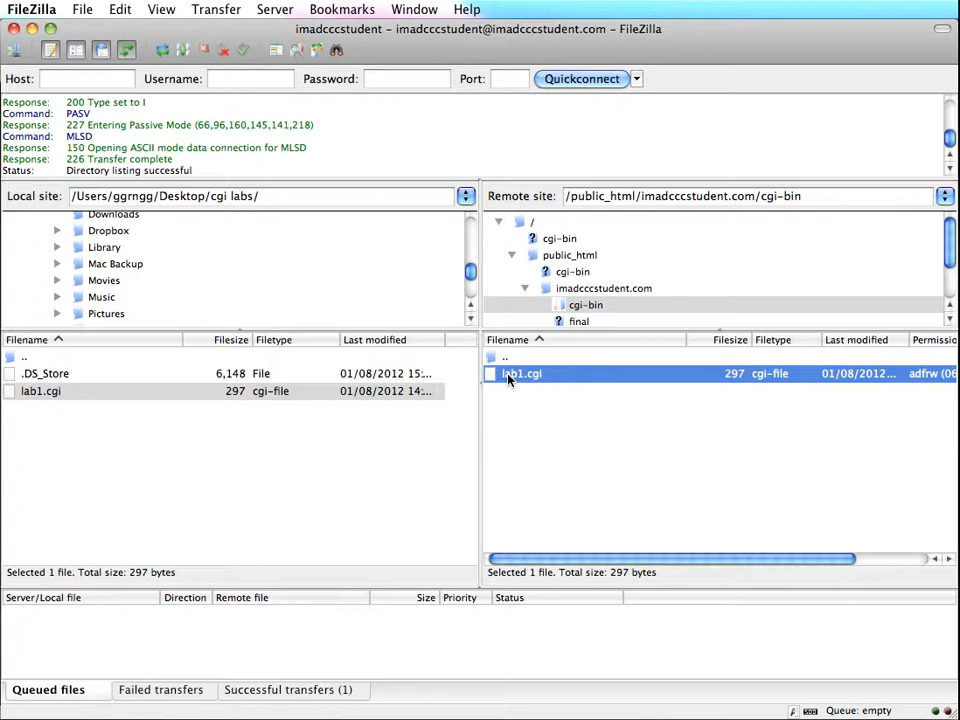 FileZilla File Edit View Transfer Server Bookmarks Window Help
imadcccstudent - imadcccstudent@imadcccstudent.com - FileZilla
Host: Username: Password: Port: Quickconnect
Response: 200 Type set to I
Command: PASV
Response: 227 Entering Passive Mode (66,96,160,145,141,218)
Command: MLSD
Response: 150 Opening ASCII mode data connection for MLSD
Response: 226 Transfer complete
Status: Directory listing successful
Local site: /Users/ggrngg/Desktop/cgi labs/
Downloads
Dropbox
Library
Mac Backup
Movies
Music
Pictures
Remote site: /public_html/imadcccstudent.com/cgi-bin
/
? cgi-bin
public_html
? cgi-bin
imadcccstudent.com
cgi-bin
? final
Filename Filesize Filetype Last modified
..
.DS_Store 6,148 File 01/08/2012 15:...
lab1.cgi 297 cgi-file 01/08/2012 14:...
Selected 1 file. Total size: 297 bytes
Filename Filesize Filetype Last modified Permissio
..
lab1.cgi 297 cgi-file 01/08/2012... adfrw (06
Selected 1 file. Total size: 297 bytes
Server/Local file Direction Remote file Size Priority Status
Queued files Failed transfers Successful transfers (1)
Queue: empty